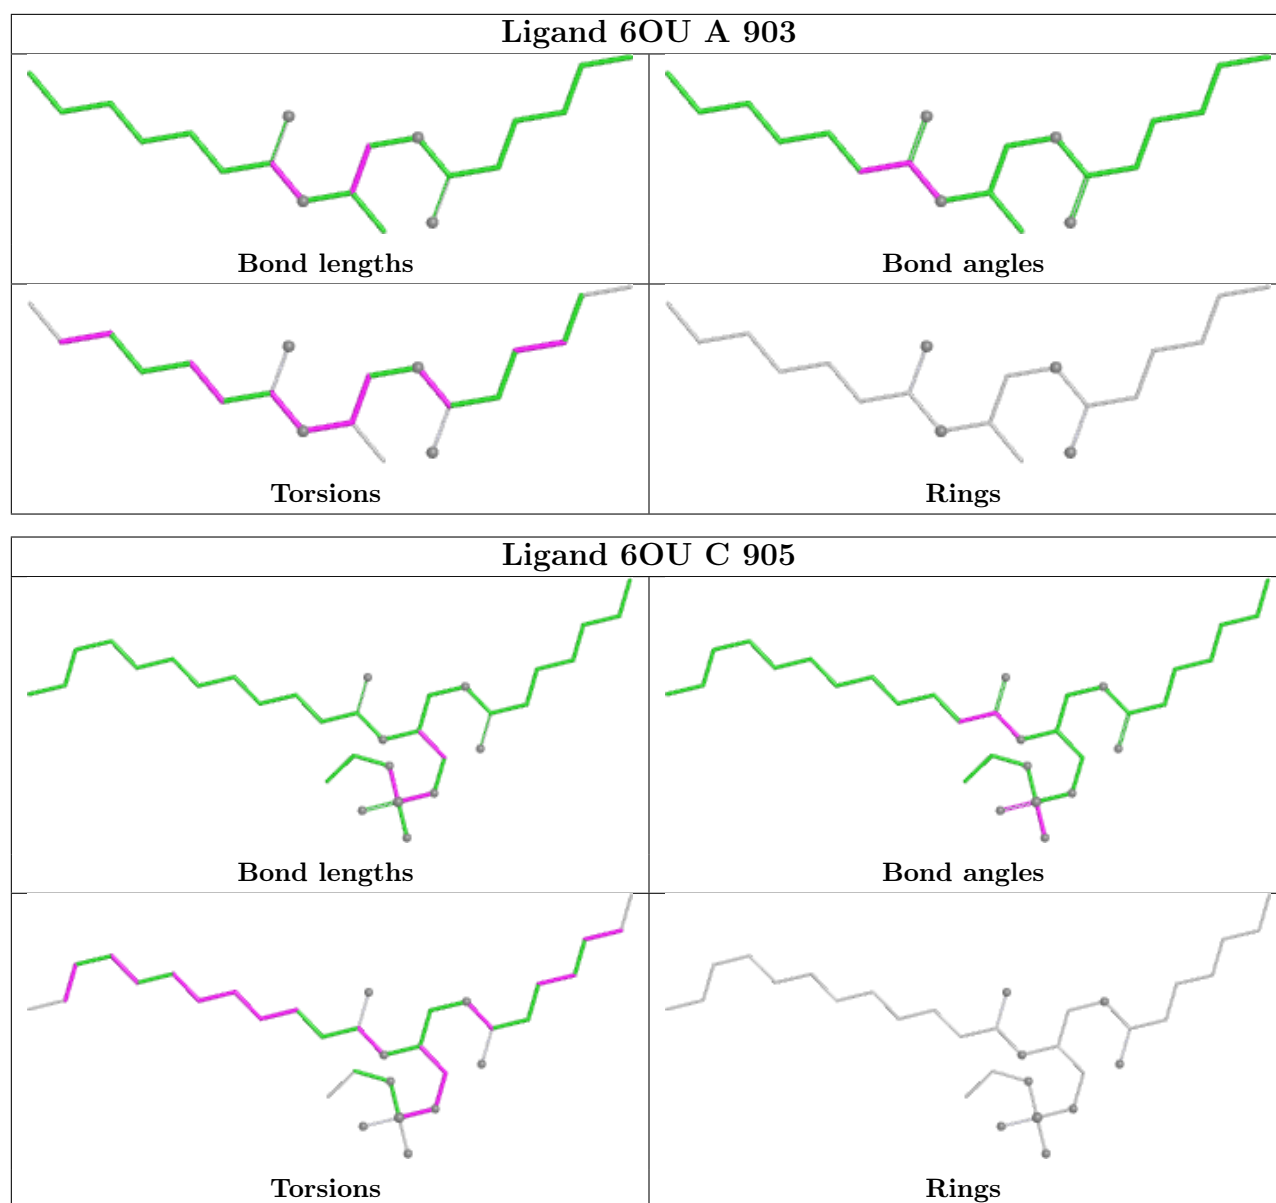 Ligand 6OU A 903
Bond lengths
Bond angles
Torsions
Rings
Ligand 6OU C 905
Bond lengths
Bond angles
Torsions
Rings